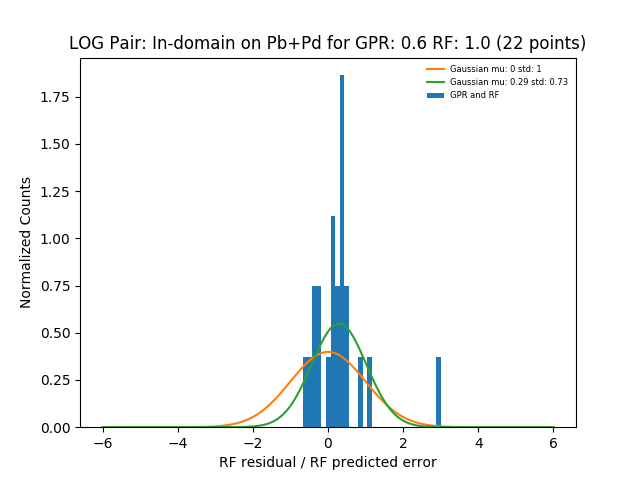 LOG Pair: In-domain on Pb+Pd for GPR: 0.6 RF: 1.0 (22 points)
Gaussian mu: 0 std: 1
Gaussian mu: 0.29 std: 0.73
GPR and RF
Normalized Counts
1.75
1.50
1.25
1.00
0.75
0.50
0.25
0.00
−6 −4 −2 0 2 4 6
RF residual / RF predicted error